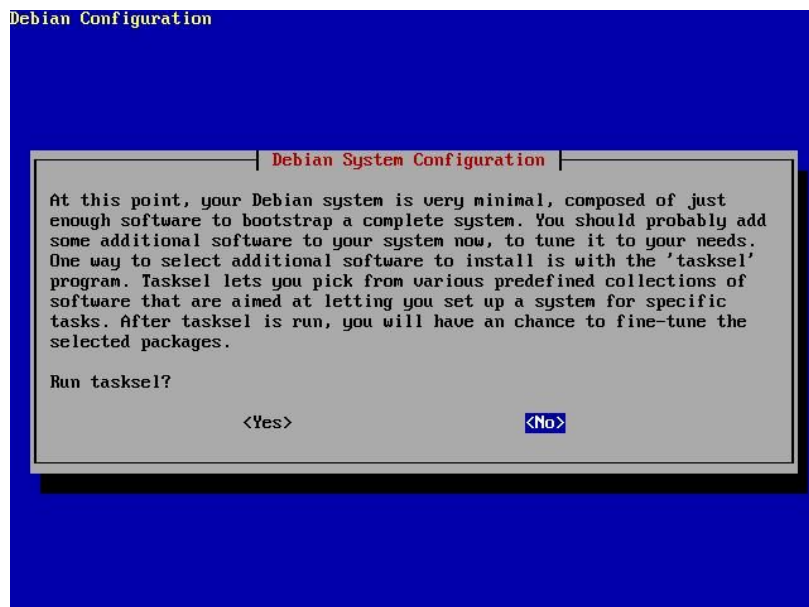 Debian Configuration
Debian System Configuration
At this point, your Debian system is very minimal, composed of just
enough software to bootstrap a complete system. You should probably add
some additional software to your system now, to tune it to your needs.
One way to select additional software to install is with the 'tasksel'
program. Tasksel lets you pick from various predefined collections of
software that are aimed at letting you set up a system for specific
tasks. After tasksel is run, you will have an chance to fine-tune the
selected packages.
Run tasksel?
<Yes> <No>